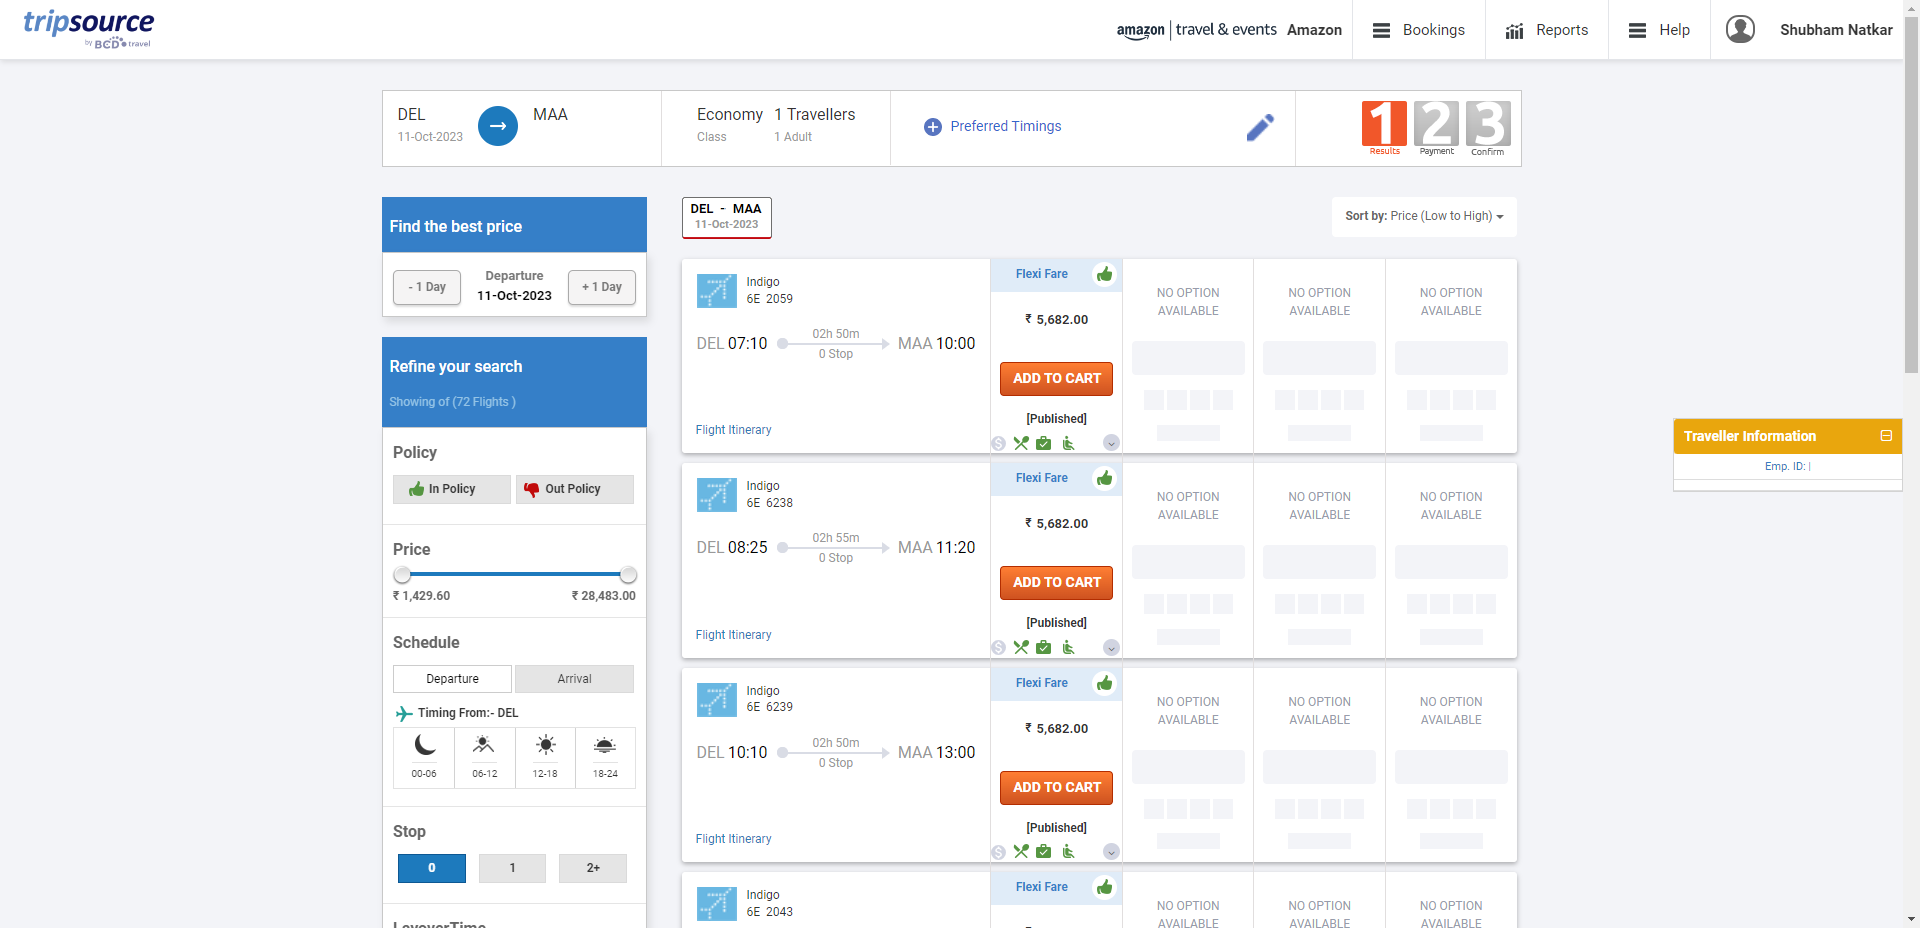 tripsource
by BCD travel
amazon | travel & events Amazon
Bookings
Reports
Help
Shubham Natkar
DEL
11-Oct-2023
MAA
Economy
Class
1 Travellers
1 Adult
Preferred Timings
1 2 3
Results Payment Confirm
Find the best price
- 1 Day
Departure
11-Oct-2023
+ 1 Day
Refine your search
Showing of (72 Flights )
Policy
In Policy
Out Policy
Price
₹ 1,429.60
₹ 28,483.00
Schedule
Departure
Arrival
Timing From:- DEL
00-06
06-12
12-18
18-24
Stop
0
1
2+
LayoverTime
DEL - MAA
11-Oct-2023
Sort by: Price (Low to High)
Indigo
6E 2059
DEL 07:10
02h 50m
0 Stop
MAA 10:00
Flight Itinerary
Flexi Fare
₹ 5,682.00
ADD TO CART
[Published]
NO OPTION
AVAILABLE
NO OPTION
AVAILABLE
NO OPTION
AVAILABLE
Indigo
6E 6238
DEL 08:25
02h 55m
0 Stop
MAA 11:20
Flight Itinerary
Flexi Fare
₹ 5,682.00
ADD TO CART
[Published]
NO OPTION
AVAILABLE
NO OPTION
AVAILABLE
NO OPTION
AVAILABLE
Indigo
6E 6239
DEL 10:10
02h 50m
0 Stop
MAA 13:00
Flight Itinerary
Flexi Fare
₹ 5,682.00
ADD TO CART
[Published]
NO OPTION
AVAILABLE
NO OPTION
AVAILABLE
NO OPTION
AVAILABLE
Indigo
6E 2043
Flexi Fare
NO OPTION
AVAILABLE
NO OPTION
AVAILABLE
NO OPTION
AVAILABLE
Traveller Information
Emp. ID: |